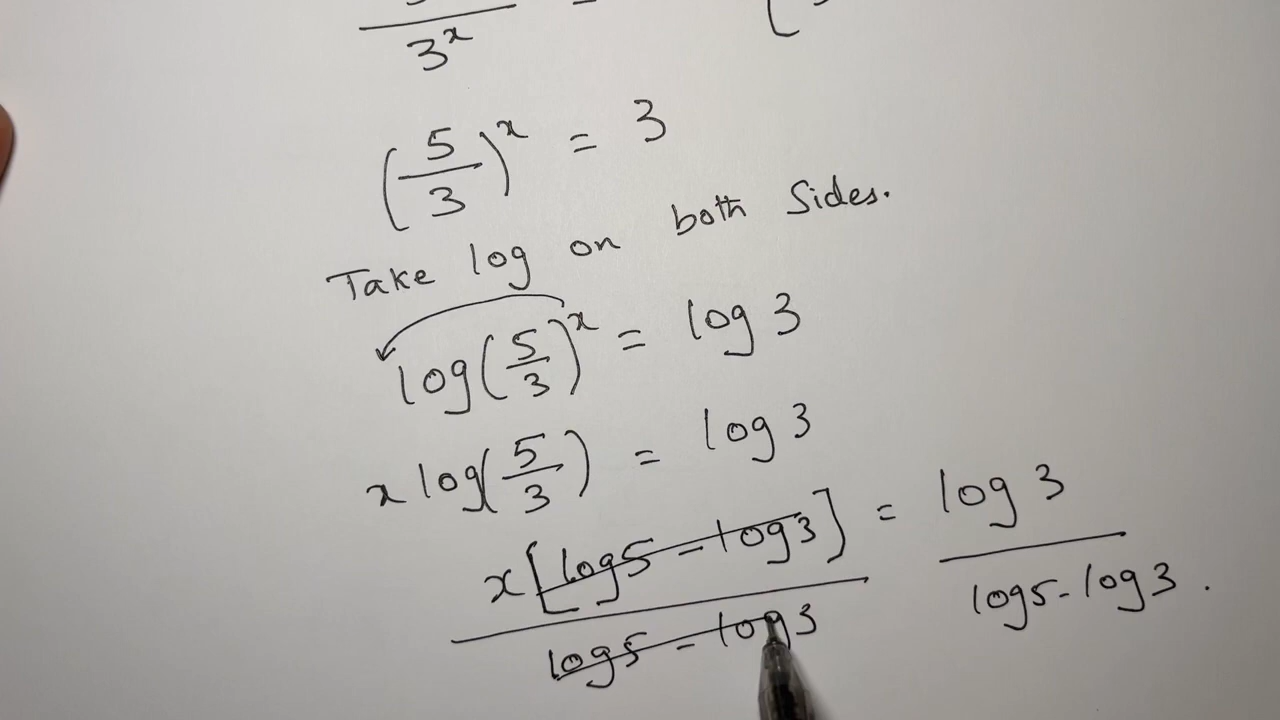 3^x =
(5/3)^x = 3
Take log on both Sides.
log(5/3)^x = log 3
x log(5/3) = log 3
x[log5 - log3] / log5 - log3 = log 3 / log5 - log3.